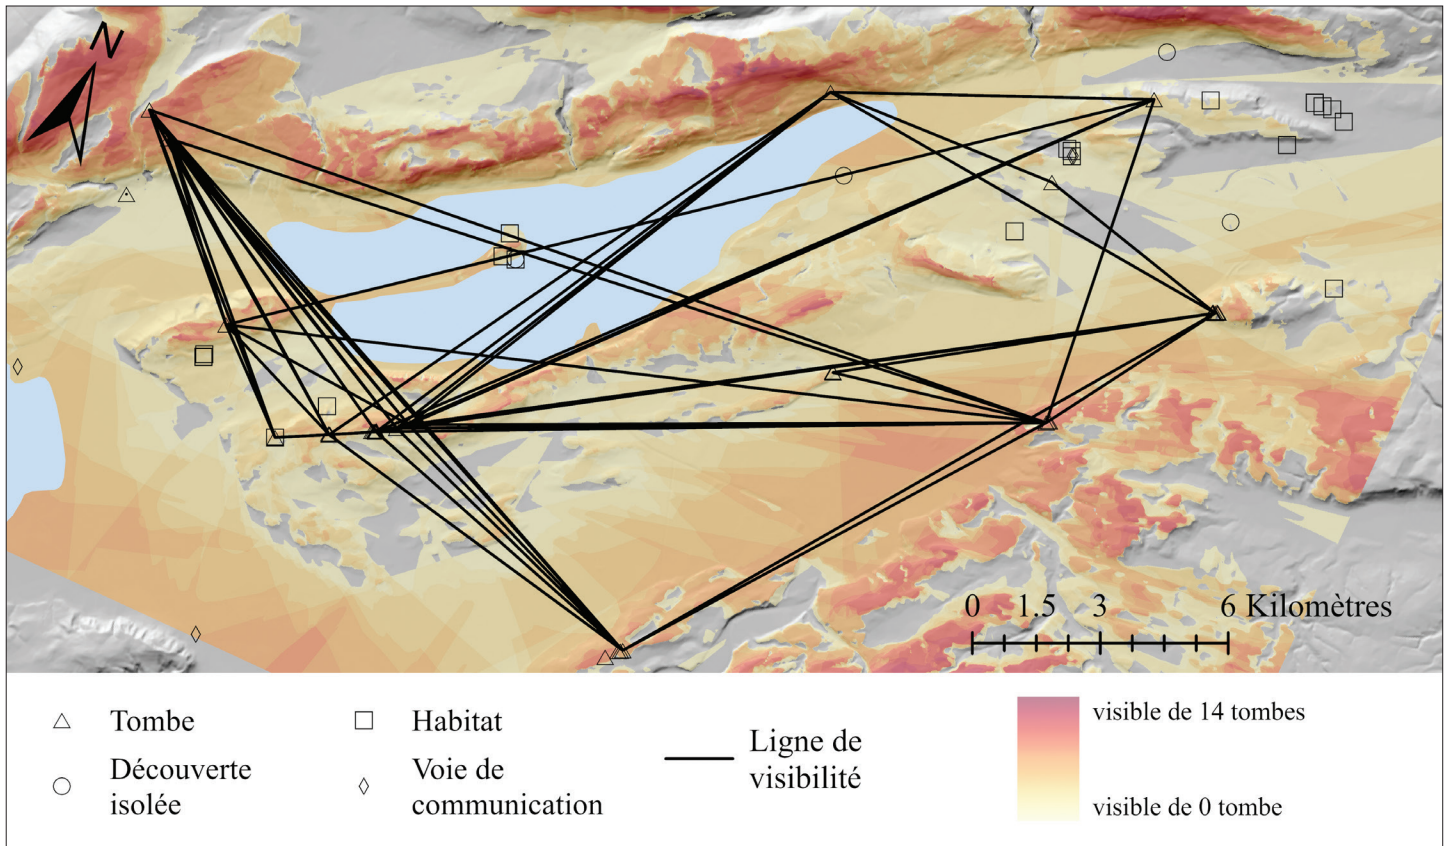 N
0 1.5 3 6 Kilomètres
Tombe
Habitat
Découverte
isolée
Voie de
communication
Ligne de
visibilité
visible de 14 tombes
visible de 0 tombe